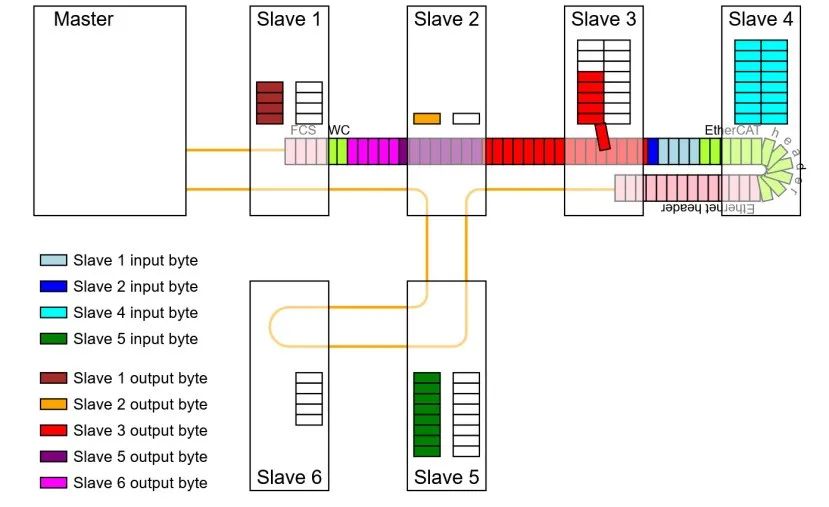 Master
Slave 1
Slave 2
Slave 3
Slave 4
FCS
WC
EtherCAT header
Ethernet header
Slave 1 input byte
Slave 2 input byte
Slave 4 input byte
Slave 5 input byte
Slave 1 output byte
Slave 2 output byte
Slave 3 output byte
Slave 5 output byte
Slave 6 output byte
Slave 6
Slave 5